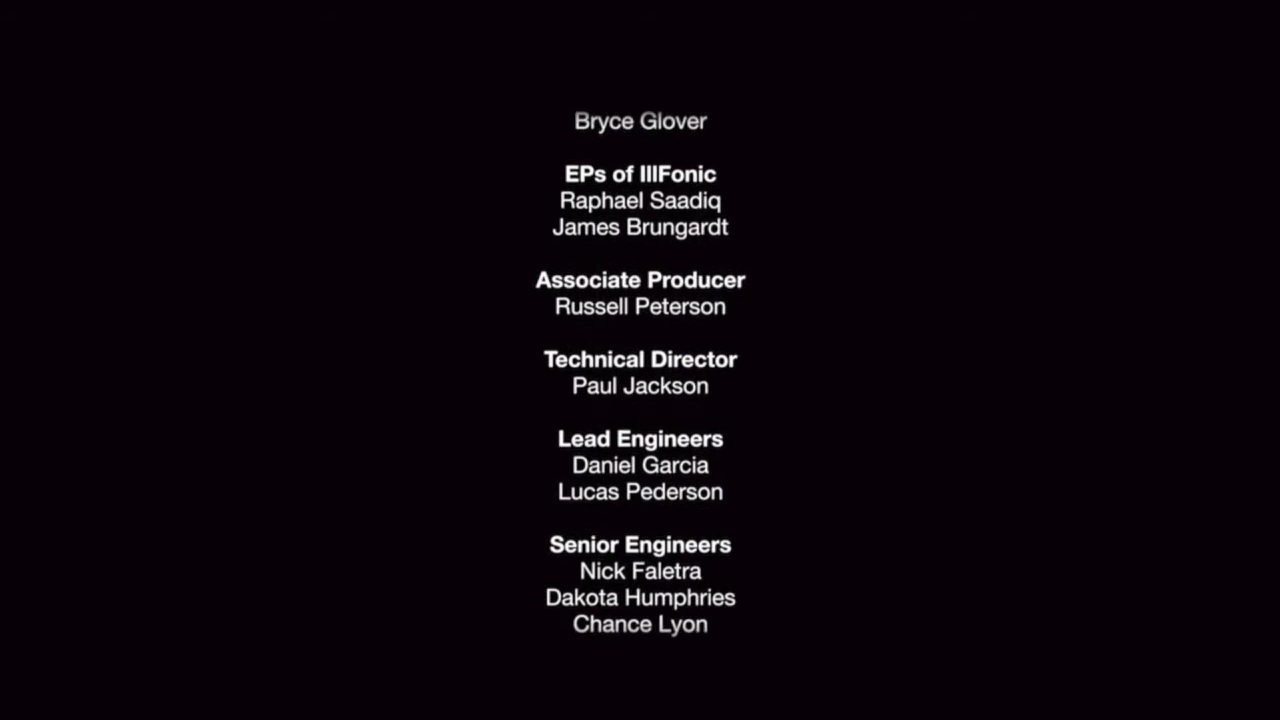 Bryce Glover
EPs of IllFonic
Raphael Saadiq
James Brungardt
Associate Producer
Russell Peterson
Technical Director
Paul Jackson
Lead Engineers
Daniel Garcia
Lucas Pederson
Senior Engineers
Nick Faletra
Dakota Humphries
Chance Lyon